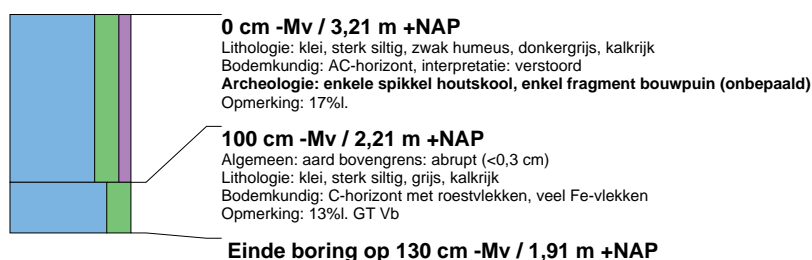 0 cm -Mv / 3,21 m +NAP
Lithologie: klei, sterk siltig, zwak humeus, donkergrijs, kalkrijk
Bodemkundig: AC-horizont, interpretatie: verstoord
Archeologie: enkele spikkel houtskool, enkel fragment bouwpuin (onbepaald)
Opmerking: 17%l.
100 cm -Mv / 2,21 m +NAP
Algemeen: aard bovengrens: abrupt (<0,3 cm)
Lithologie: klei, sterk siltig, grijs, kalkrijk
Bodemkundig: C-horizont met roestvlekken, veel Fe-vlekken
Opmerking: 13%l. GT Vb
Einde boring op 130 cm -Mv / 1,91 m +NAP